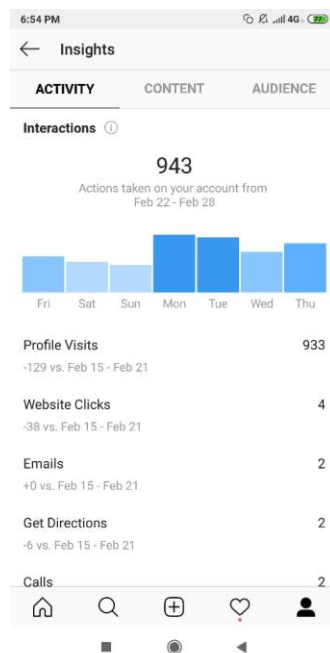 6:54 PM 4G 77
Insights
ACTIVITY CONTENT AUDIENCE
Interactions
943
Actions taken on your account from
Feb 22 - Feb 28
Fri Sat Sun Mon Tue Wed Thu
Profile Visits 933
-129 vs. Feb 15 - Feb 21
Website Clicks 4
-38 vs. Feb 15 - Feb 21
Emails 2
+0 vs. Feb 15 - Feb 21
Get Directions 2
-6 vs. Feb 15 - Feb 21
Calls 2